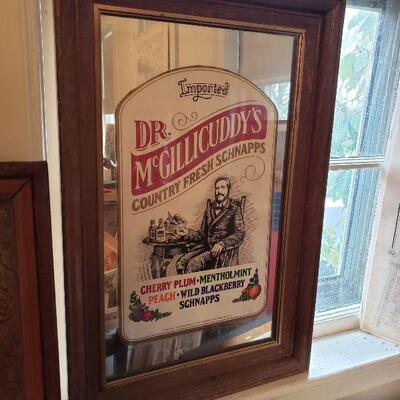 Imported
DR.
McGILLICUDDY'S
COUNTRY FRESH SCHNAPPS
CHERRY PLUM • MENTHOLMINT
PEACH • WILD BLACKBERRY
SCHNAPPS